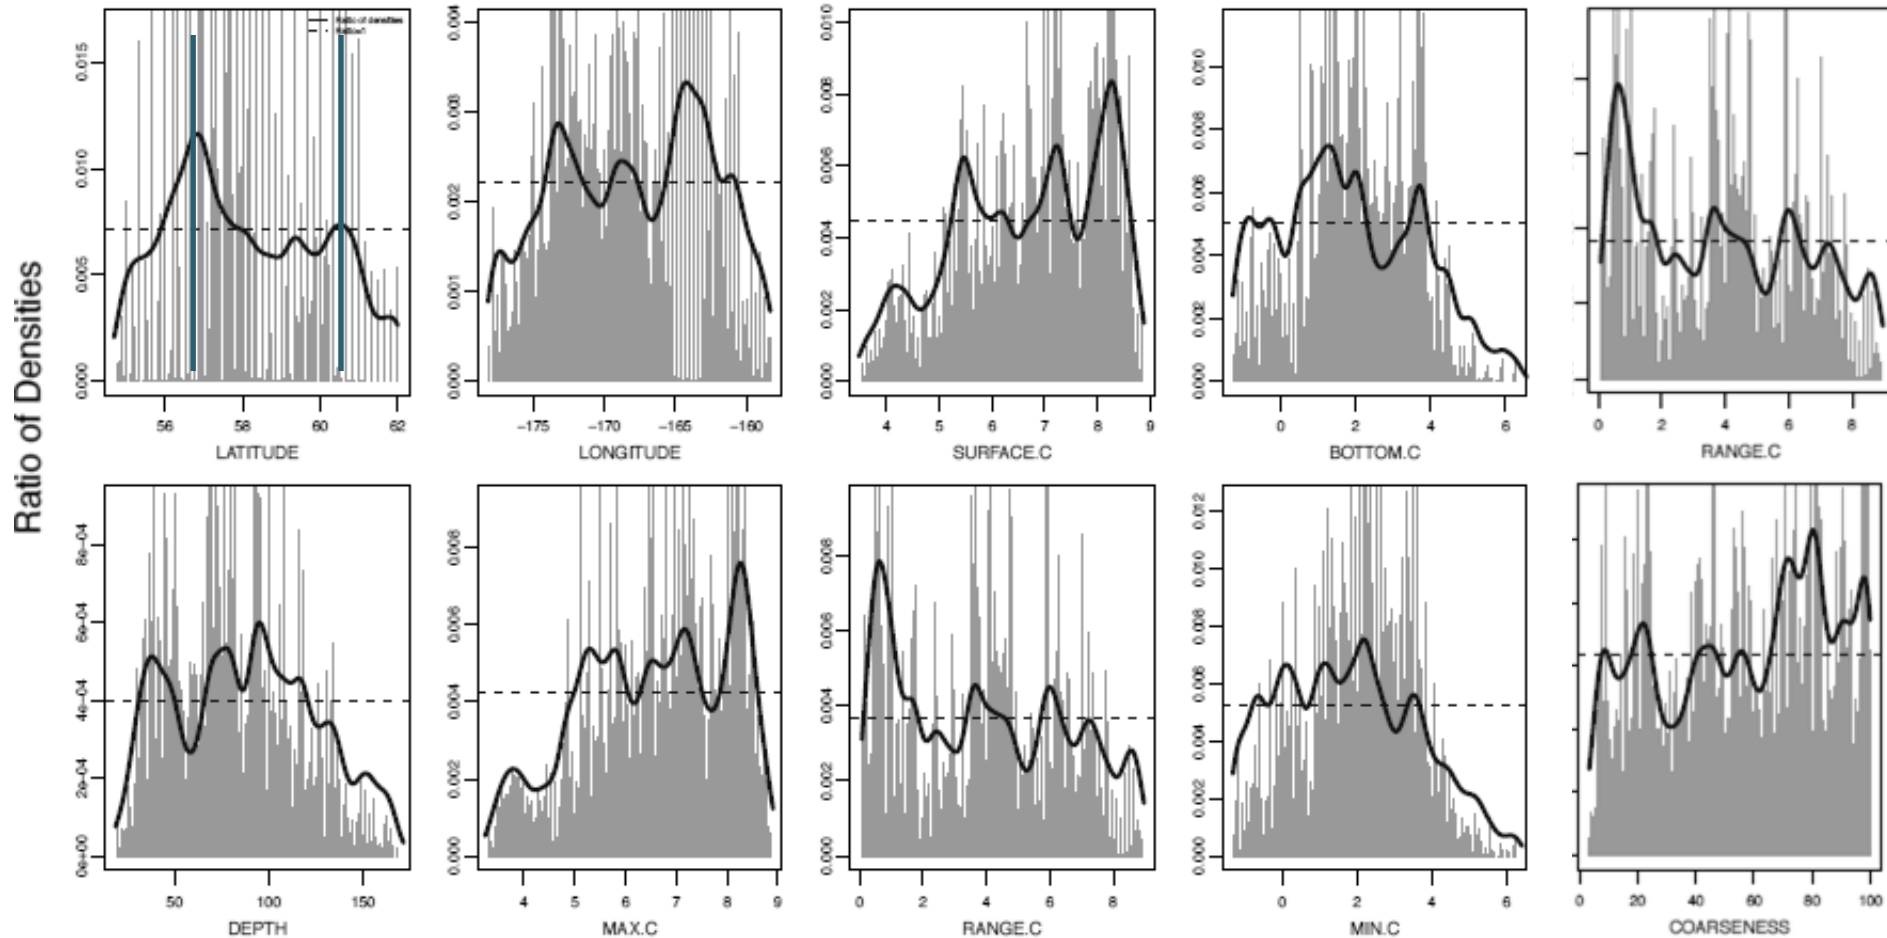 Ratio of Densities
Ratio of densities
Ratio=1
0.000 0.005 0.010 0.015
56 58 60 62
LATITUDE
0.000 0.001 0.002 0.003 0.004
−175 −170 −165 −160
LONGITUDE
0.000 0.002 0.004 0.006 0.008 0.010
4 5 6 7 8 9
SURFACE.C
0.000 0.002 0.004 0.006 0.008 0.010
0 2 4 6
BOTTOM.C
0 2 4 6 8
RANGE.C
0e+00 2e-04 4e-04 6e-04 8e-04
50 100 150
DEPTH
0.000 0.002 0.004 0.006 0.008
4 5 6 7 8 9
MAX.C
0.000 0.002 0.004 0.006 0.008
0 2 4 6 8
RANGE.C
0.000 0.002 0.004 0.006 0.008 0.010 0.012
0 2 4 6
MIN.C
0 20 40 60 80 100
COARSENESS